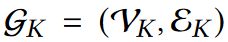 𝒢_K = (𝒱_K, ℰ_K)